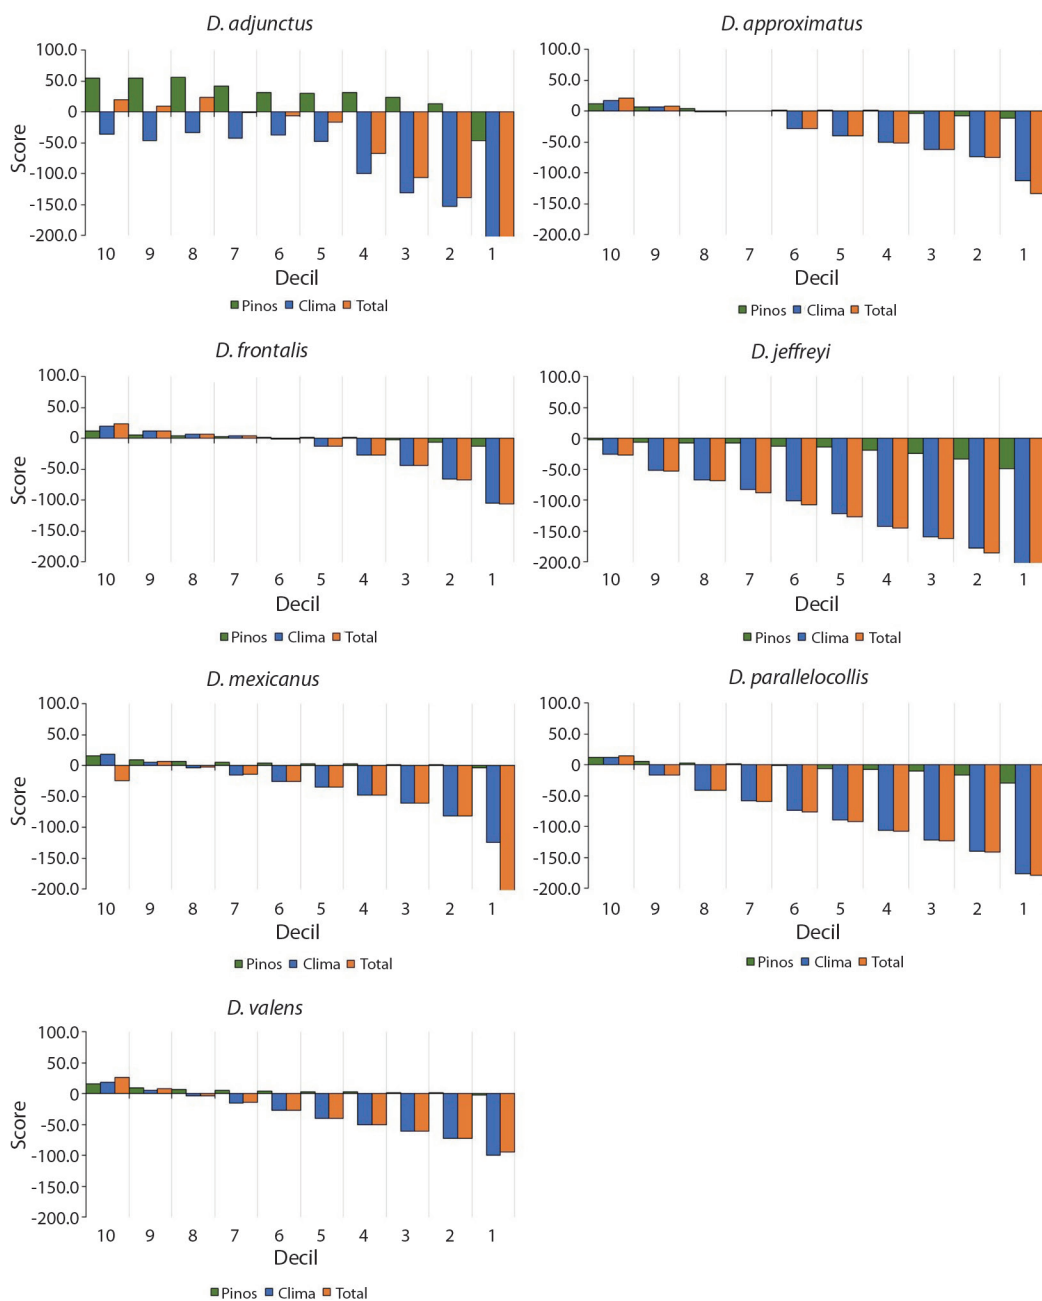 D. adjunctus
100.0
50.0
0
-50.0
-100.0
-150.0
-200.0
Score
10 9 8 7 6 5 4 3 2 1
Decil
Pinos Clima Total
D. approximatus
100.0
50.0
0
-50.0
-100.0
-150.0
-200.0
10 9 8 7 6 5 4 3 2 1
Decil
Pinos Clima Total
D. frontalis
100.0
50.0
0
-50.0
-100.0
-150.0
-200.0
Score
10 9 8 7 6 5 4 3 2 1
Decil
Pinos Clima Total
D. jeffreyi
100.0
50.0
0
-50.0
-100.0
-150.0
-200.0
10 9 8 7 6 5 4 3 2 1
Decil
Pinos Clima Total
D. mexicanus
100.0
50.0
0
-50.0
-100.0
-150.0
-200.0
Score
10 9 8 7 6 5 4 3 2 1
Decil
Pinos Clima Total
D. parallelocollis
100.0
50.0
0
-50.0
-100.0
-150.0
-200.0
10 9 8 7 6 5 4 3 2 1
Decil
Pinos Clima Total
D. valens
100.0
50.0
0
-50.0
-100.0
-150.0
-200.0
Score
10 9 8 7 6 5 4 3 2 1
Decil
Pinos Clima Total